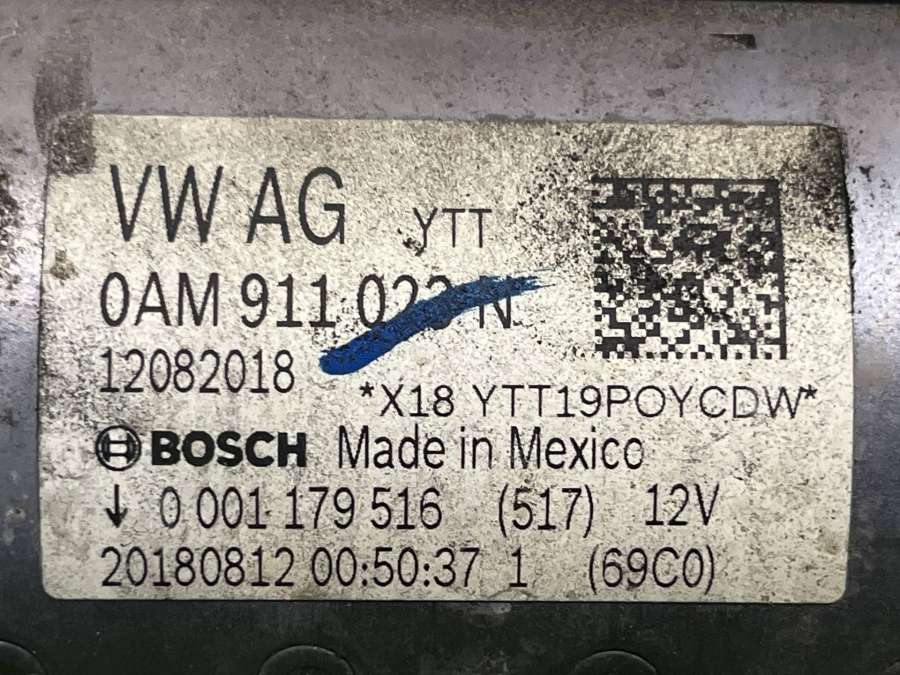 VW AG YTT
0AM 911 023 N
12082018
*X18 YTT19POYCDW*
BOSCH Made in Mexico
↓ 0 001 179 516 (517) 12V
20180812 00:50:37 1 (69C0)